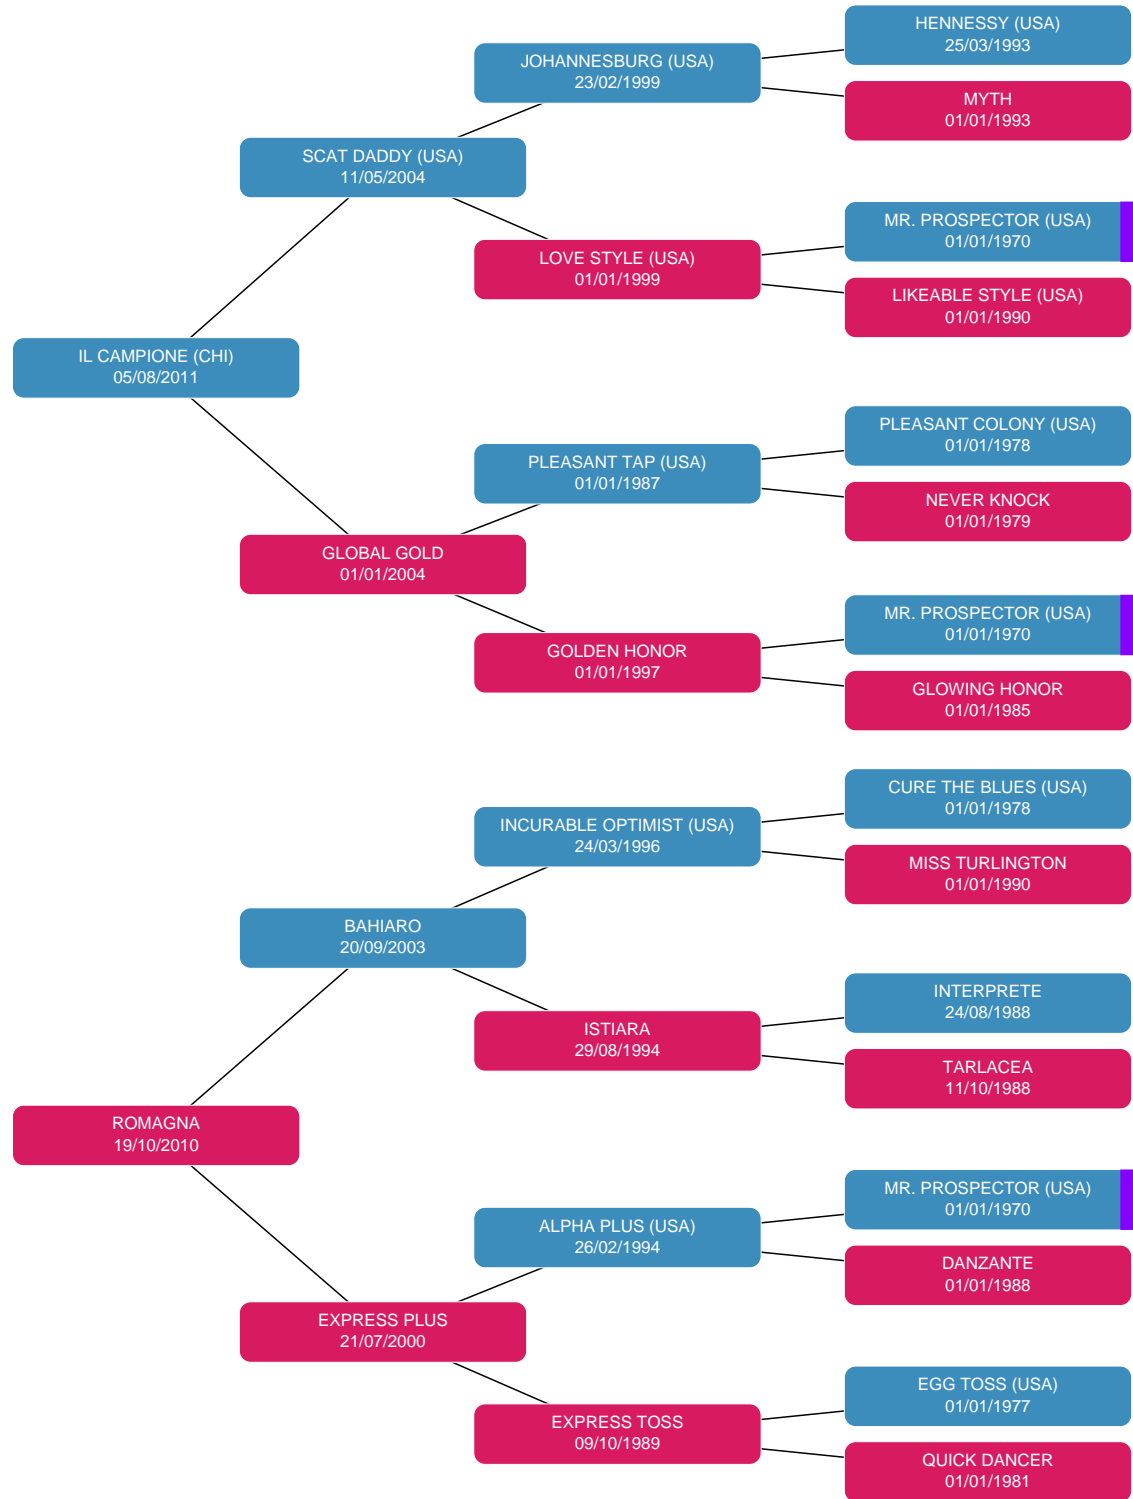 HENNESSY (USA)
25/03/1993
JOHANNESBURG (USA)
23/02/1999
MYTH
01/01/1993
SCAT DADDY (USA)
11/05/2004
MR. PROSPECTOR (USA)
01/01/1970
LOVE STYLE (USA)
01/01/1999
LIKEABLE STYLE (USA)
01/01/1990
IL CAMPIONE (CHI)
05/08/2011
PLEASANT COLONY (USA)
01/01/1978
PLEASANT TAP (USA)
01/01/1987
NEVER KNOCK
01/01/1979
GLOBAL GOLD
01/01/2004
MR. PROSPECTOR (USA)
01/01/1970
GOLDEN HONOR
01/01/1997
GLOWING HONOR
01/01/1985
CURE THE BLUES (USA)
01/01/1978
INCURABLE OPTIMIST (USA)
24/03/1996
MISS TURLINGTON
01/01/1990
BAHIARO
20/09/2003
INTERPRETE
24/08/1988
ISTIARA
29/08/1994
TARLACEA
11/10/1988
ROMAGNA
19/10/2010
MR. PROSPECTOR (USA)
01/01/1970
ALPHA PLUS (USA)
26/02/1994
DANZANTE
01/01/1988
EXPRESS PLUS
21/07/2000
EGG TOSS (USA)
01/01/1977
EXPRESS TOSS
09/10/1989
QUICK DANCER
01/01/1981